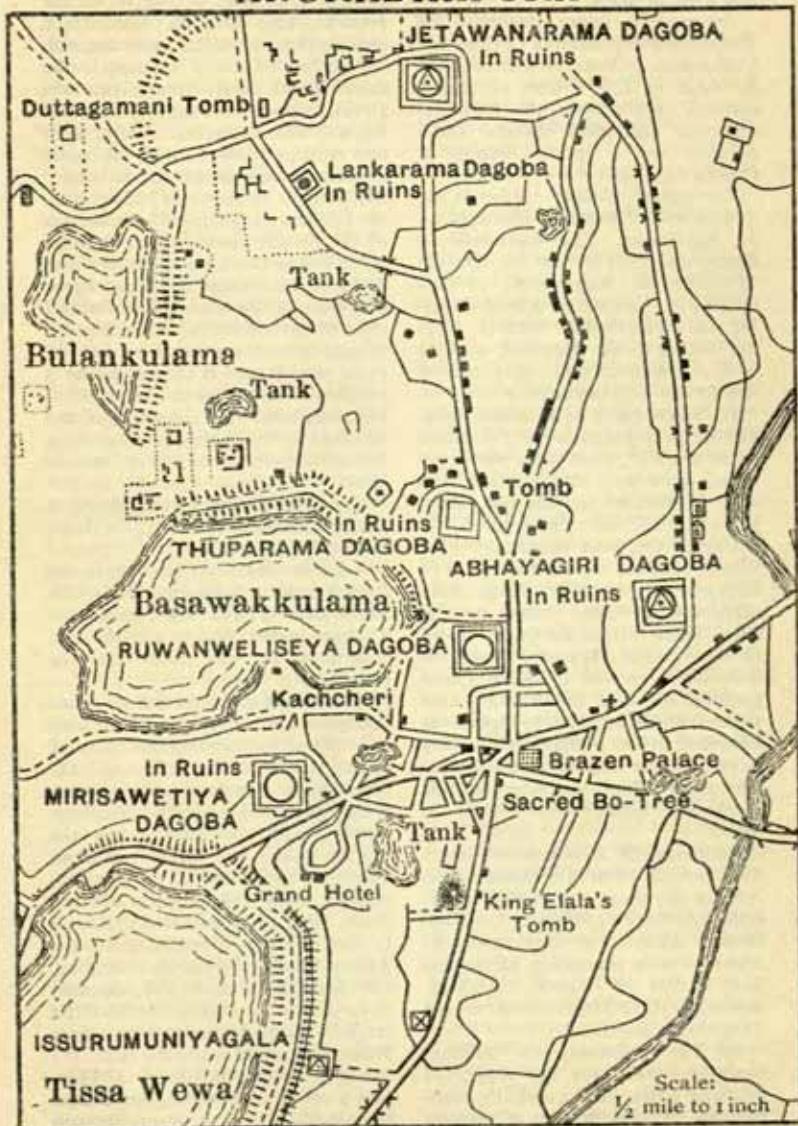 JETAWANARAMA DAGOBA
In Ruins
Duttagamani Tomb
Lankarama Dagoba
In Ruins
Tank
Bulankulama
Tank
Tomb
In Ruins
THUPARAMA DAGOBA
ABHAYAGIRI DAGOBA
In Ruins
Basawakkulama
RUWANWELISEYA DAGOBA
Kachcheri
In Ruins
MIRISAWETIYA
DAGOBA
Brazen Palace
Sacred Bo-Tree
Tank
Grand Hotel
King Elala's
Tomb
ISSURUMUNIYAGALA
Tissa Wewa
Scale:
½ mile to 1 inch